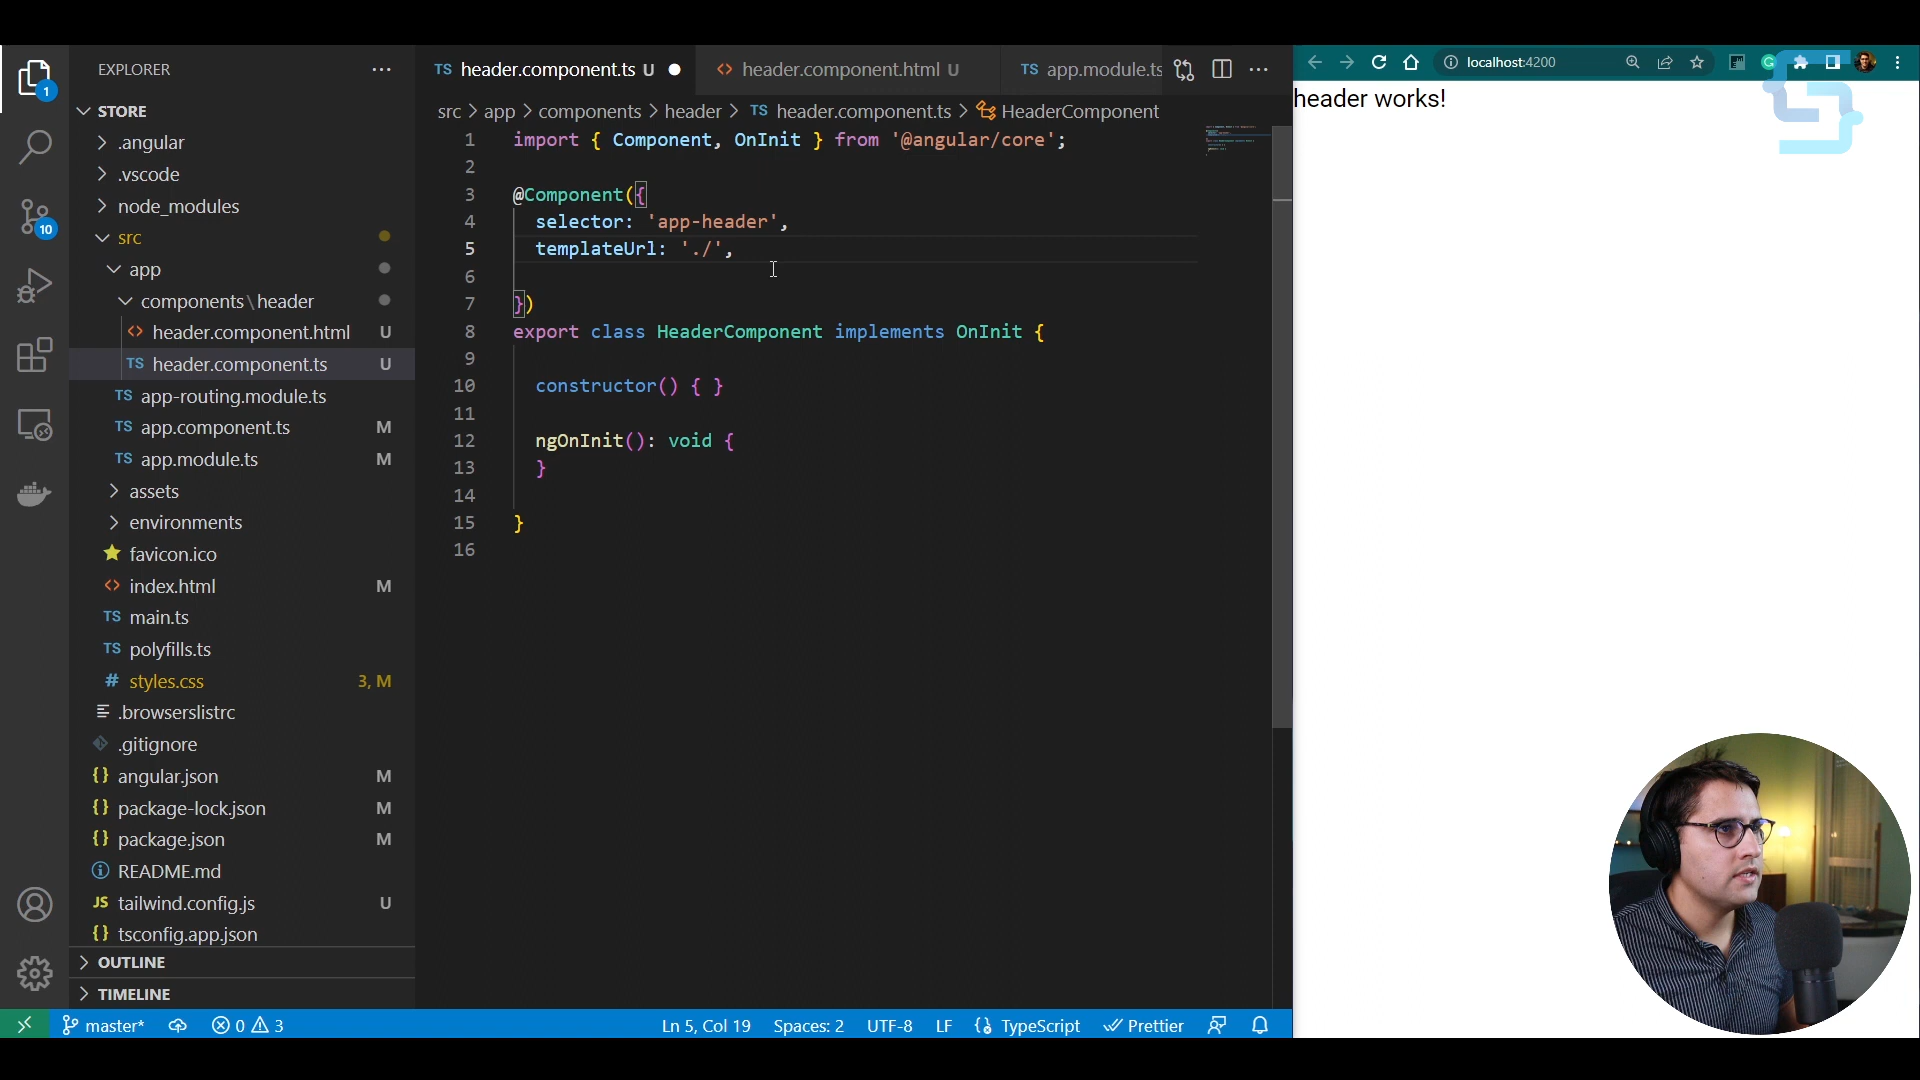 EXPLORER
1
10
STORE
.angular
.vscode
node_modules
src
app
components\header
header.component.html U
header.component.ts U
app-routing.module.ts
app.component.ts M
app.module.ts M
assets
environments
favicon.ico
index.html M
main.ts
polyfills.ts
styles.css 3, M
.browserslistrc
.gitignore
angular.json M
package-lock.json M
package.json M
README.md
tailwind.config.js U
tsconfig.app.json
OUTLINE
TIMELINE
TS header.component.ts U
header.component.html U
TS app.module.ts
src > app > components > header > TS header.component.ts > HeaderComponent
1 import { Component, OnInit } from '@angular/core';
2
3 @Component({
4 selector: 'app-header',
5 templateUrl: './',
6
7 })
8 export class HeaderComponent implements OnInit {
9
10 constructor() { }
11
12 ngOnInit(): void {
13 }
14
15 }
16
master*
0
3
Ln 5, Col 19
Spaces: 2
UTF-8
LF
TypeScript
Prettier
localhost:4200
header works!